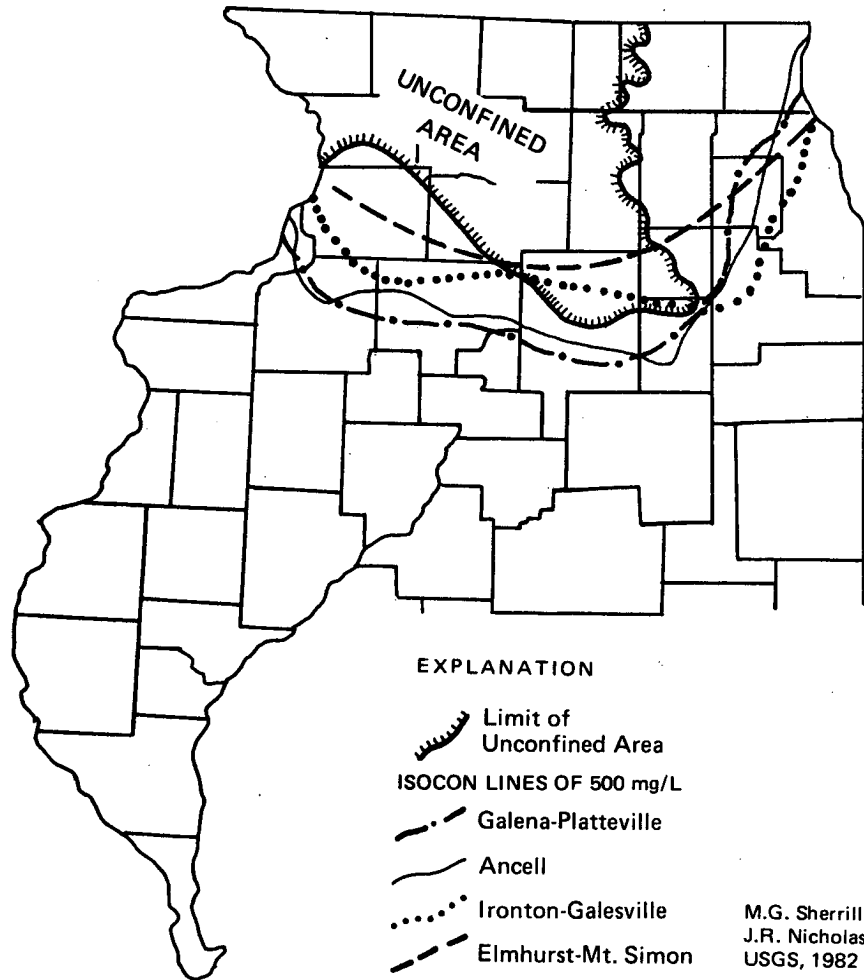 UNCONFINED
AREA
EXPLANATION
Limit of
Unconfined Area
ISOCON LINES OF 500 mg/L
Galena-Platteville
Ancell
Ironton-Galesville
Elmhurst-Mt. Simon
M.G. Sherrill
J.R. Nicholas
USGS, 1982